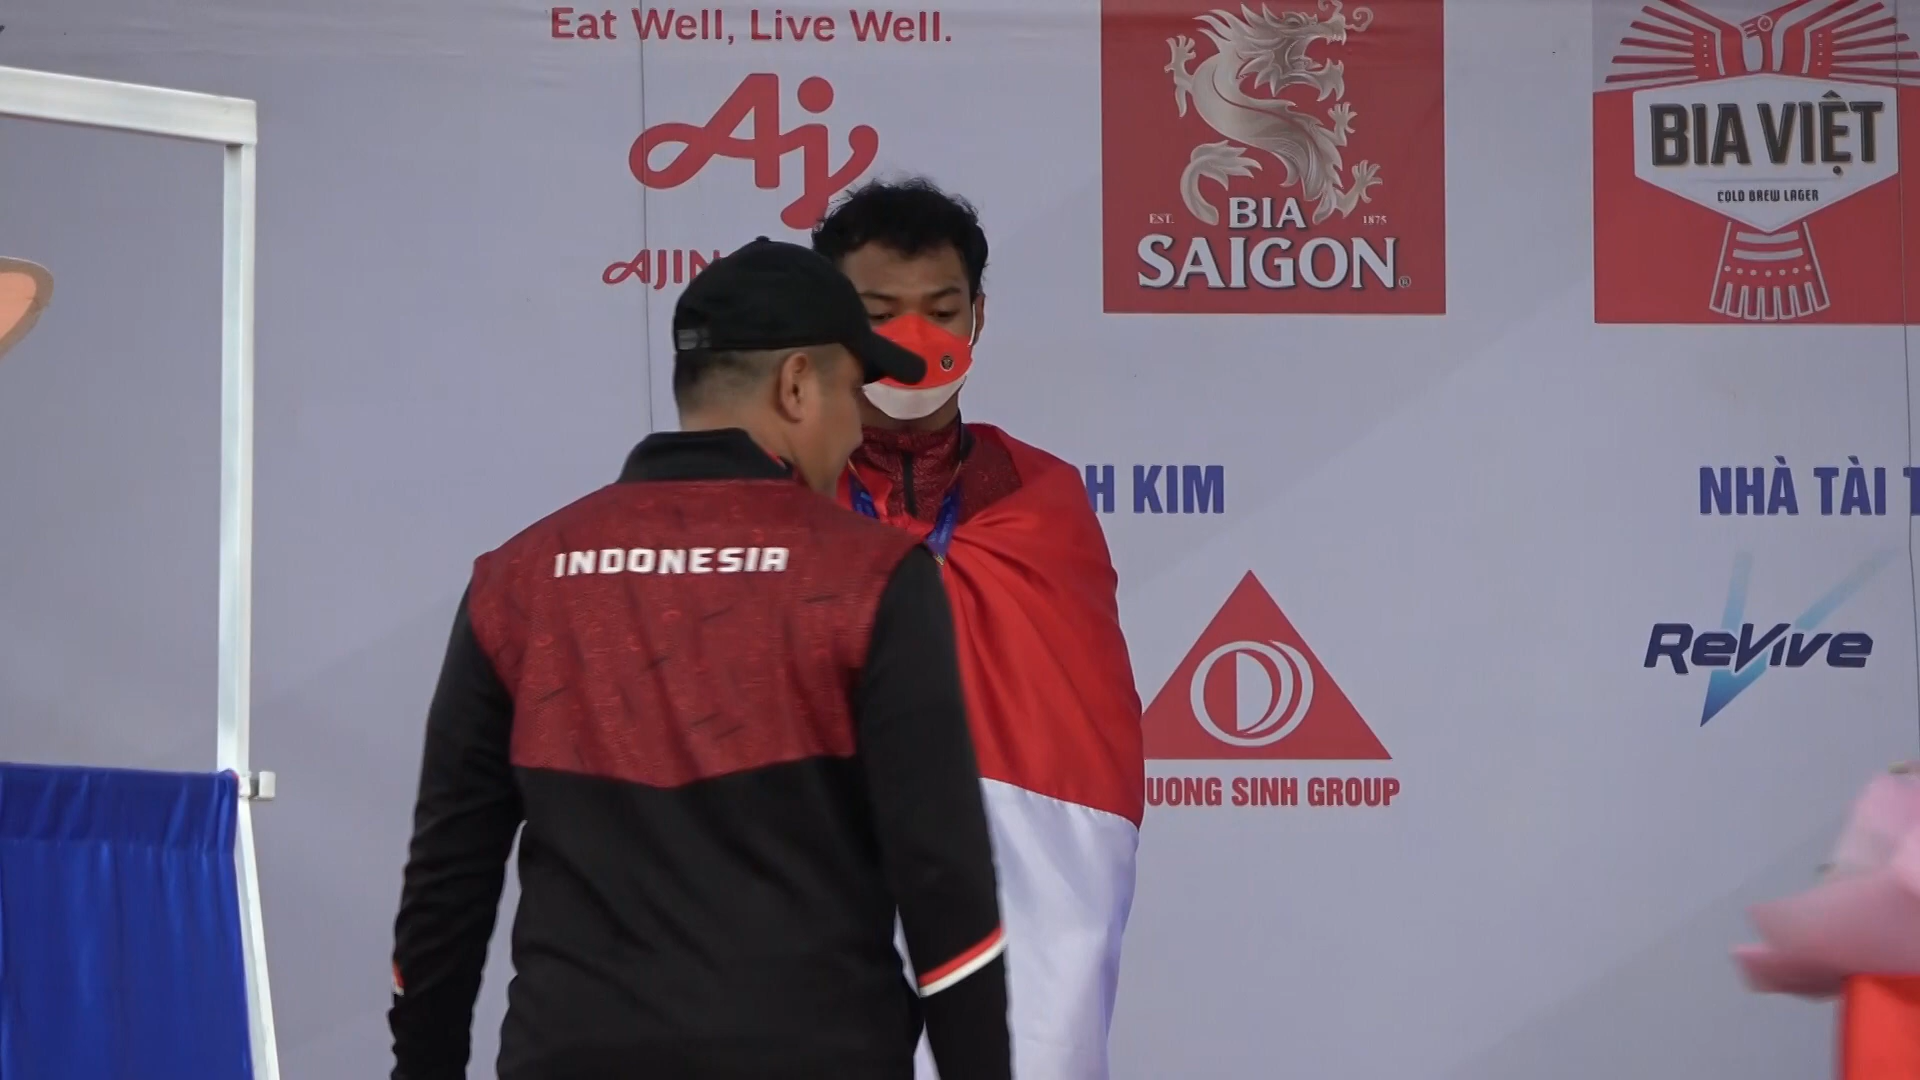 Eat Well, Live Well.
Aj
AJIN
EST. 1875
BIA
SAIGON®
BIA VIỆT
COLD BREW LAGER
H KIM
NHÀ TÀI T
INDONESIA
ReVive
UONG SINH GROUP